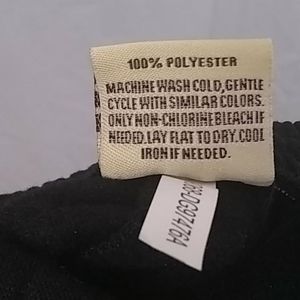 100% POLYESTER
MACHINE WASH COLD, GENTLE
CYCLE WITH SIMILAR COLORS.
ONLY NON-CHLORINE BLEACH IF
NEEDED. LAY FLAT TO DRY. COOL
IRON IF NEEDED.